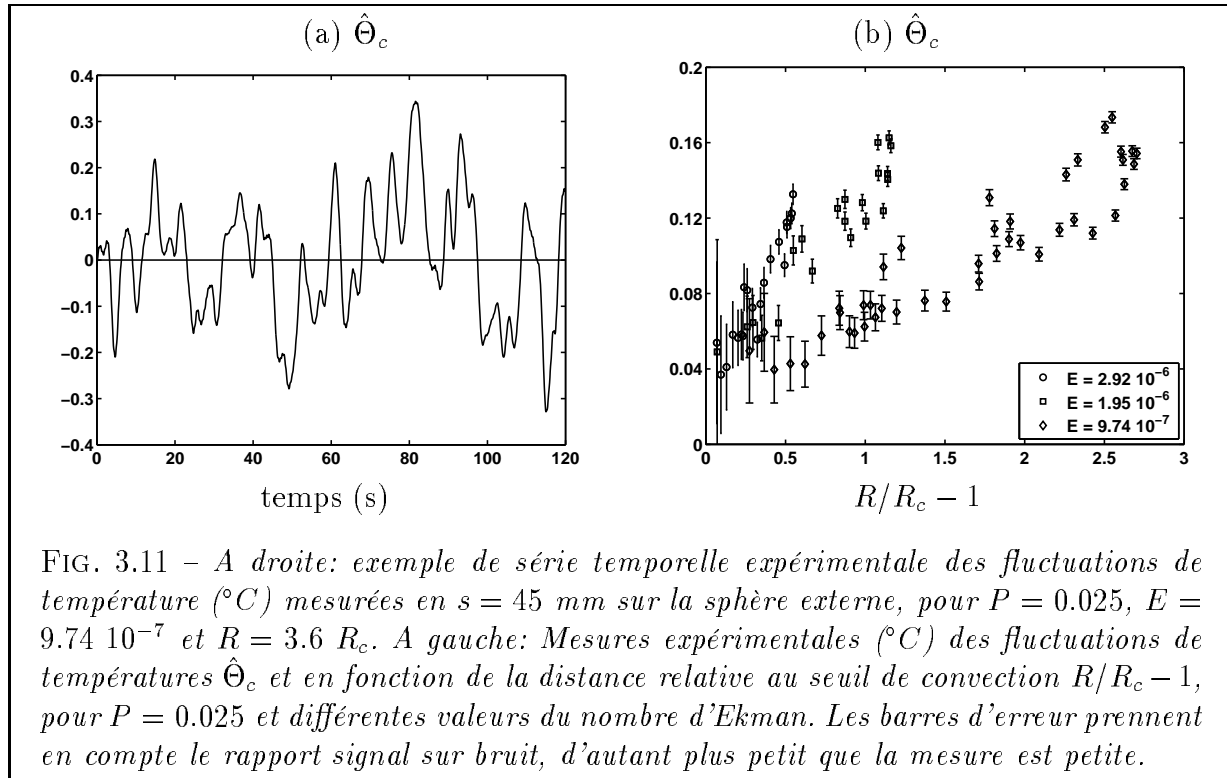 (a) Θ̂c
(b) Θ̂c
0.4
0.3
0.2
0.1
0
−0.1
−0.2
−0.3
−0.4
0 20 40 60 80 100 120
temps (s)
0.2
0.16
0.12
0.08
0.04
0
0 0.5 1 1.5 2 2.5 3
R/Rc − 1
E = 2.92 10⁻⁶
E = 1.95 10⁻⁶
E = 9.74 10⁻⁷
FIG. 3.11 – A droite: exemple de série temporelle expérimentale des fluctuations de
température (°C) mesurées en s = 45 mm sur la sphère externe, pour P = 0.025, E =
9.74 10⁻⁷ et R = 3.6 Rc. A gauche: Mesures expérimentales (°C) des fluctuations de
températures Θ̂c et en fonction de la distance relative au seuil de convection R/Rc − 1,
pour P = 0.025 et différentes valeurs du nombre d'Ekman. Les barres d'erreur prennent
en compte le rapport signal sur bruit, d'autant plus petit que la mesure est petite.